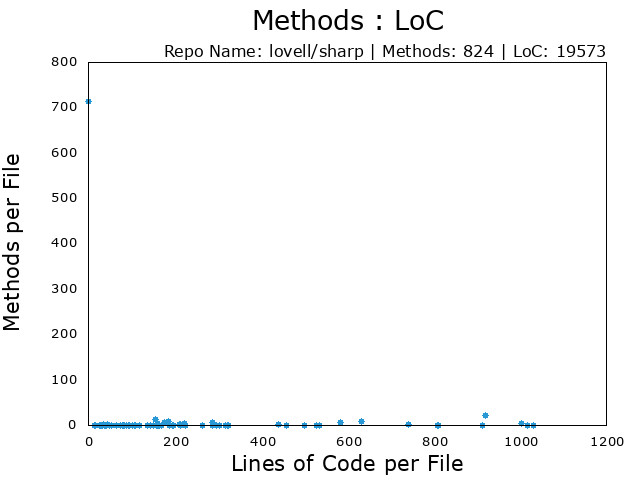 Methods : LoC
Repo Name: lovell/sharp | Methods: 824 | LoC: 19573
Methods per File
800
700
600
500
400
300
200
100
0
0 200 400 600 800 1000 1200
Lines of Code per File